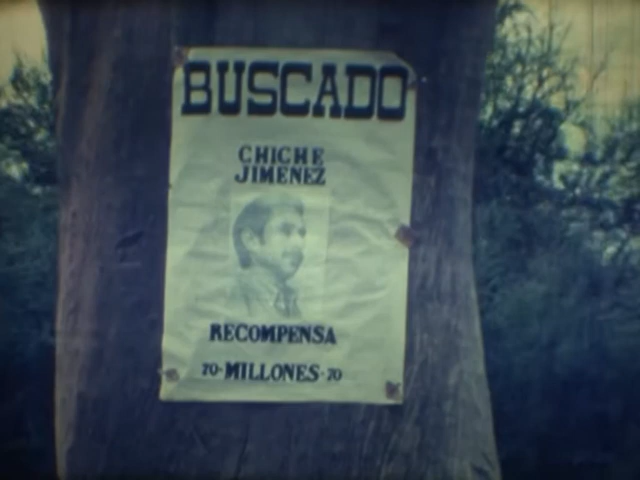 BUSCADO
CHICHE
JIMENEZ
RECOMPENSA
70-MILLONES-70